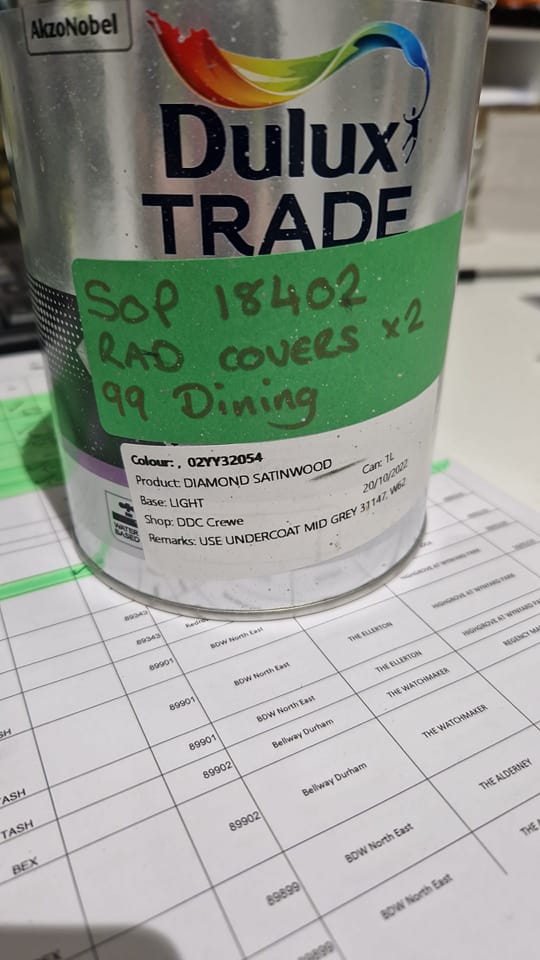 AkzoNobel
Dulux
TRADE
SOP 18402
RAD COVERS x2
99 Dining
Colour: , 02YY32054
Product: DIAMOND SATINWOOD
Can: 1L
Base: LIGHT
20/10/2022
Shop: DDC Crewe
Remarks: USE UNDERCOAT MID GREY 31147, W62
WATER
BASED
HIGHGROVE AT WYNYARD PARK
89343
BDW North East
THE ELLERTON
HIGHGROVE AT WYNYARD PARK
89343
BDW North East
THE ELLERTON
HIGHGROVE AT WYNYARD
89901
BDW North East
THE WATCHMAKER
REGENCY
89901
Bellway Durham
THE WATCHMAKER
89901
Bellway Durham
THE ALDERNEY
TASH
89902
BDW North East
TASH
89902
BDW North East
BEX
89899